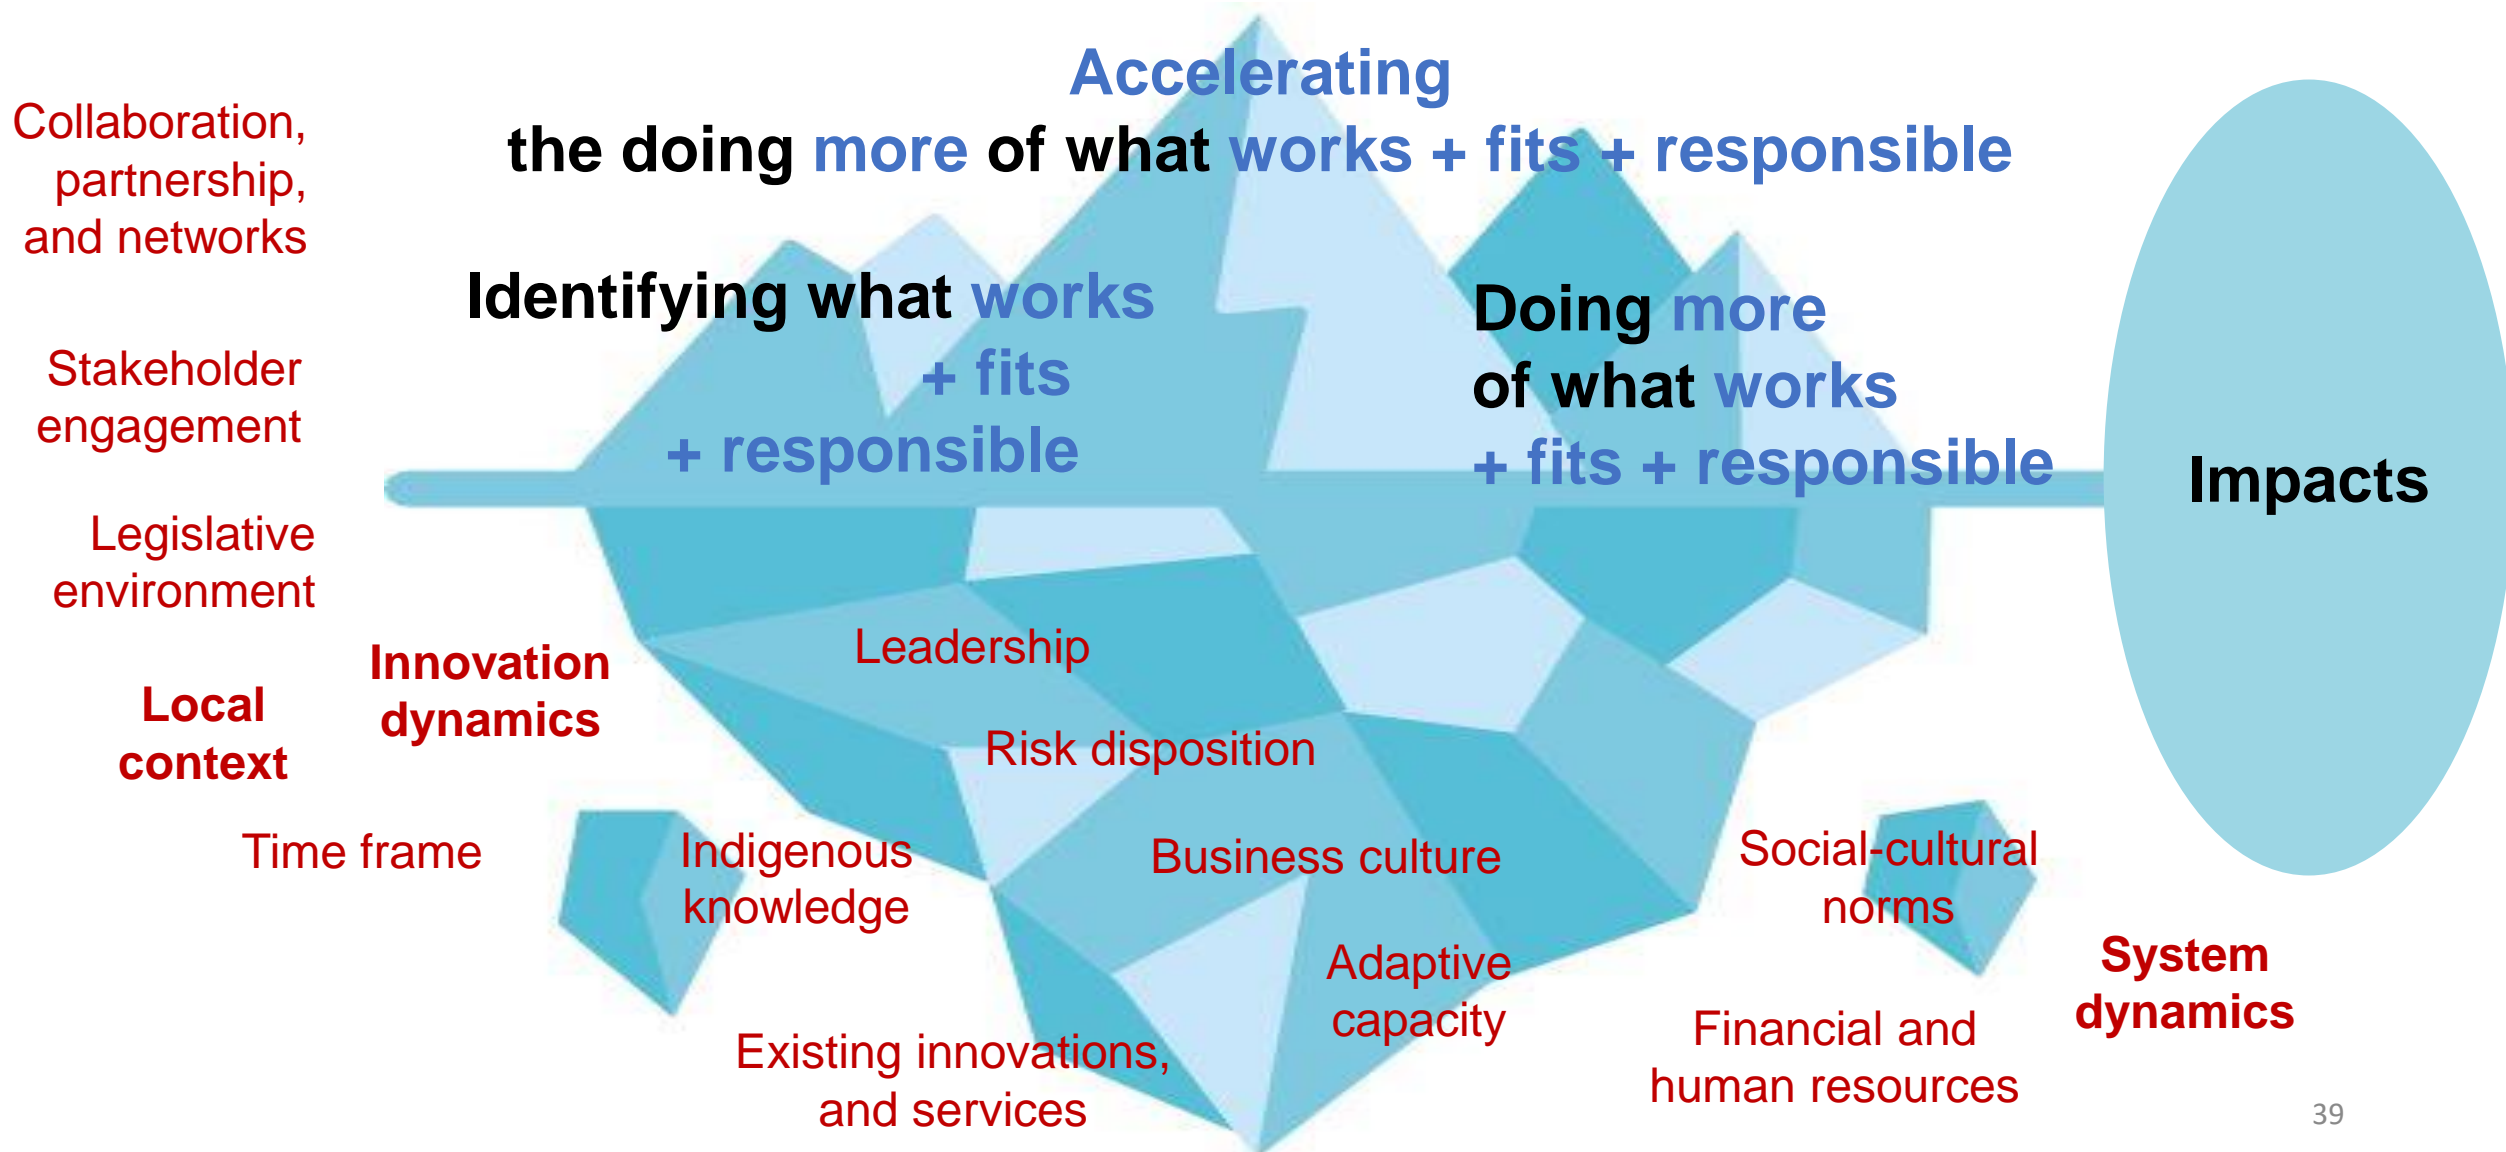 Accelerating
the doing more of what works + fits + responsible
Collaboration,
partnership,
and networks
Identifying what works
+ fits
+ responsible
Doing more
of what works
+ fits + responsible
Impacts
Stakeholder
engagement
Legislative
environment
Innovation
dynamics
Local
context
Leadership
Risk disposition
Time frame
Indigenous
knowledge
Business culture
Social-cultural
norms
Adaptive
capacity
System
dynamics
Existing innovations,
and services
Financial and
human resources
39